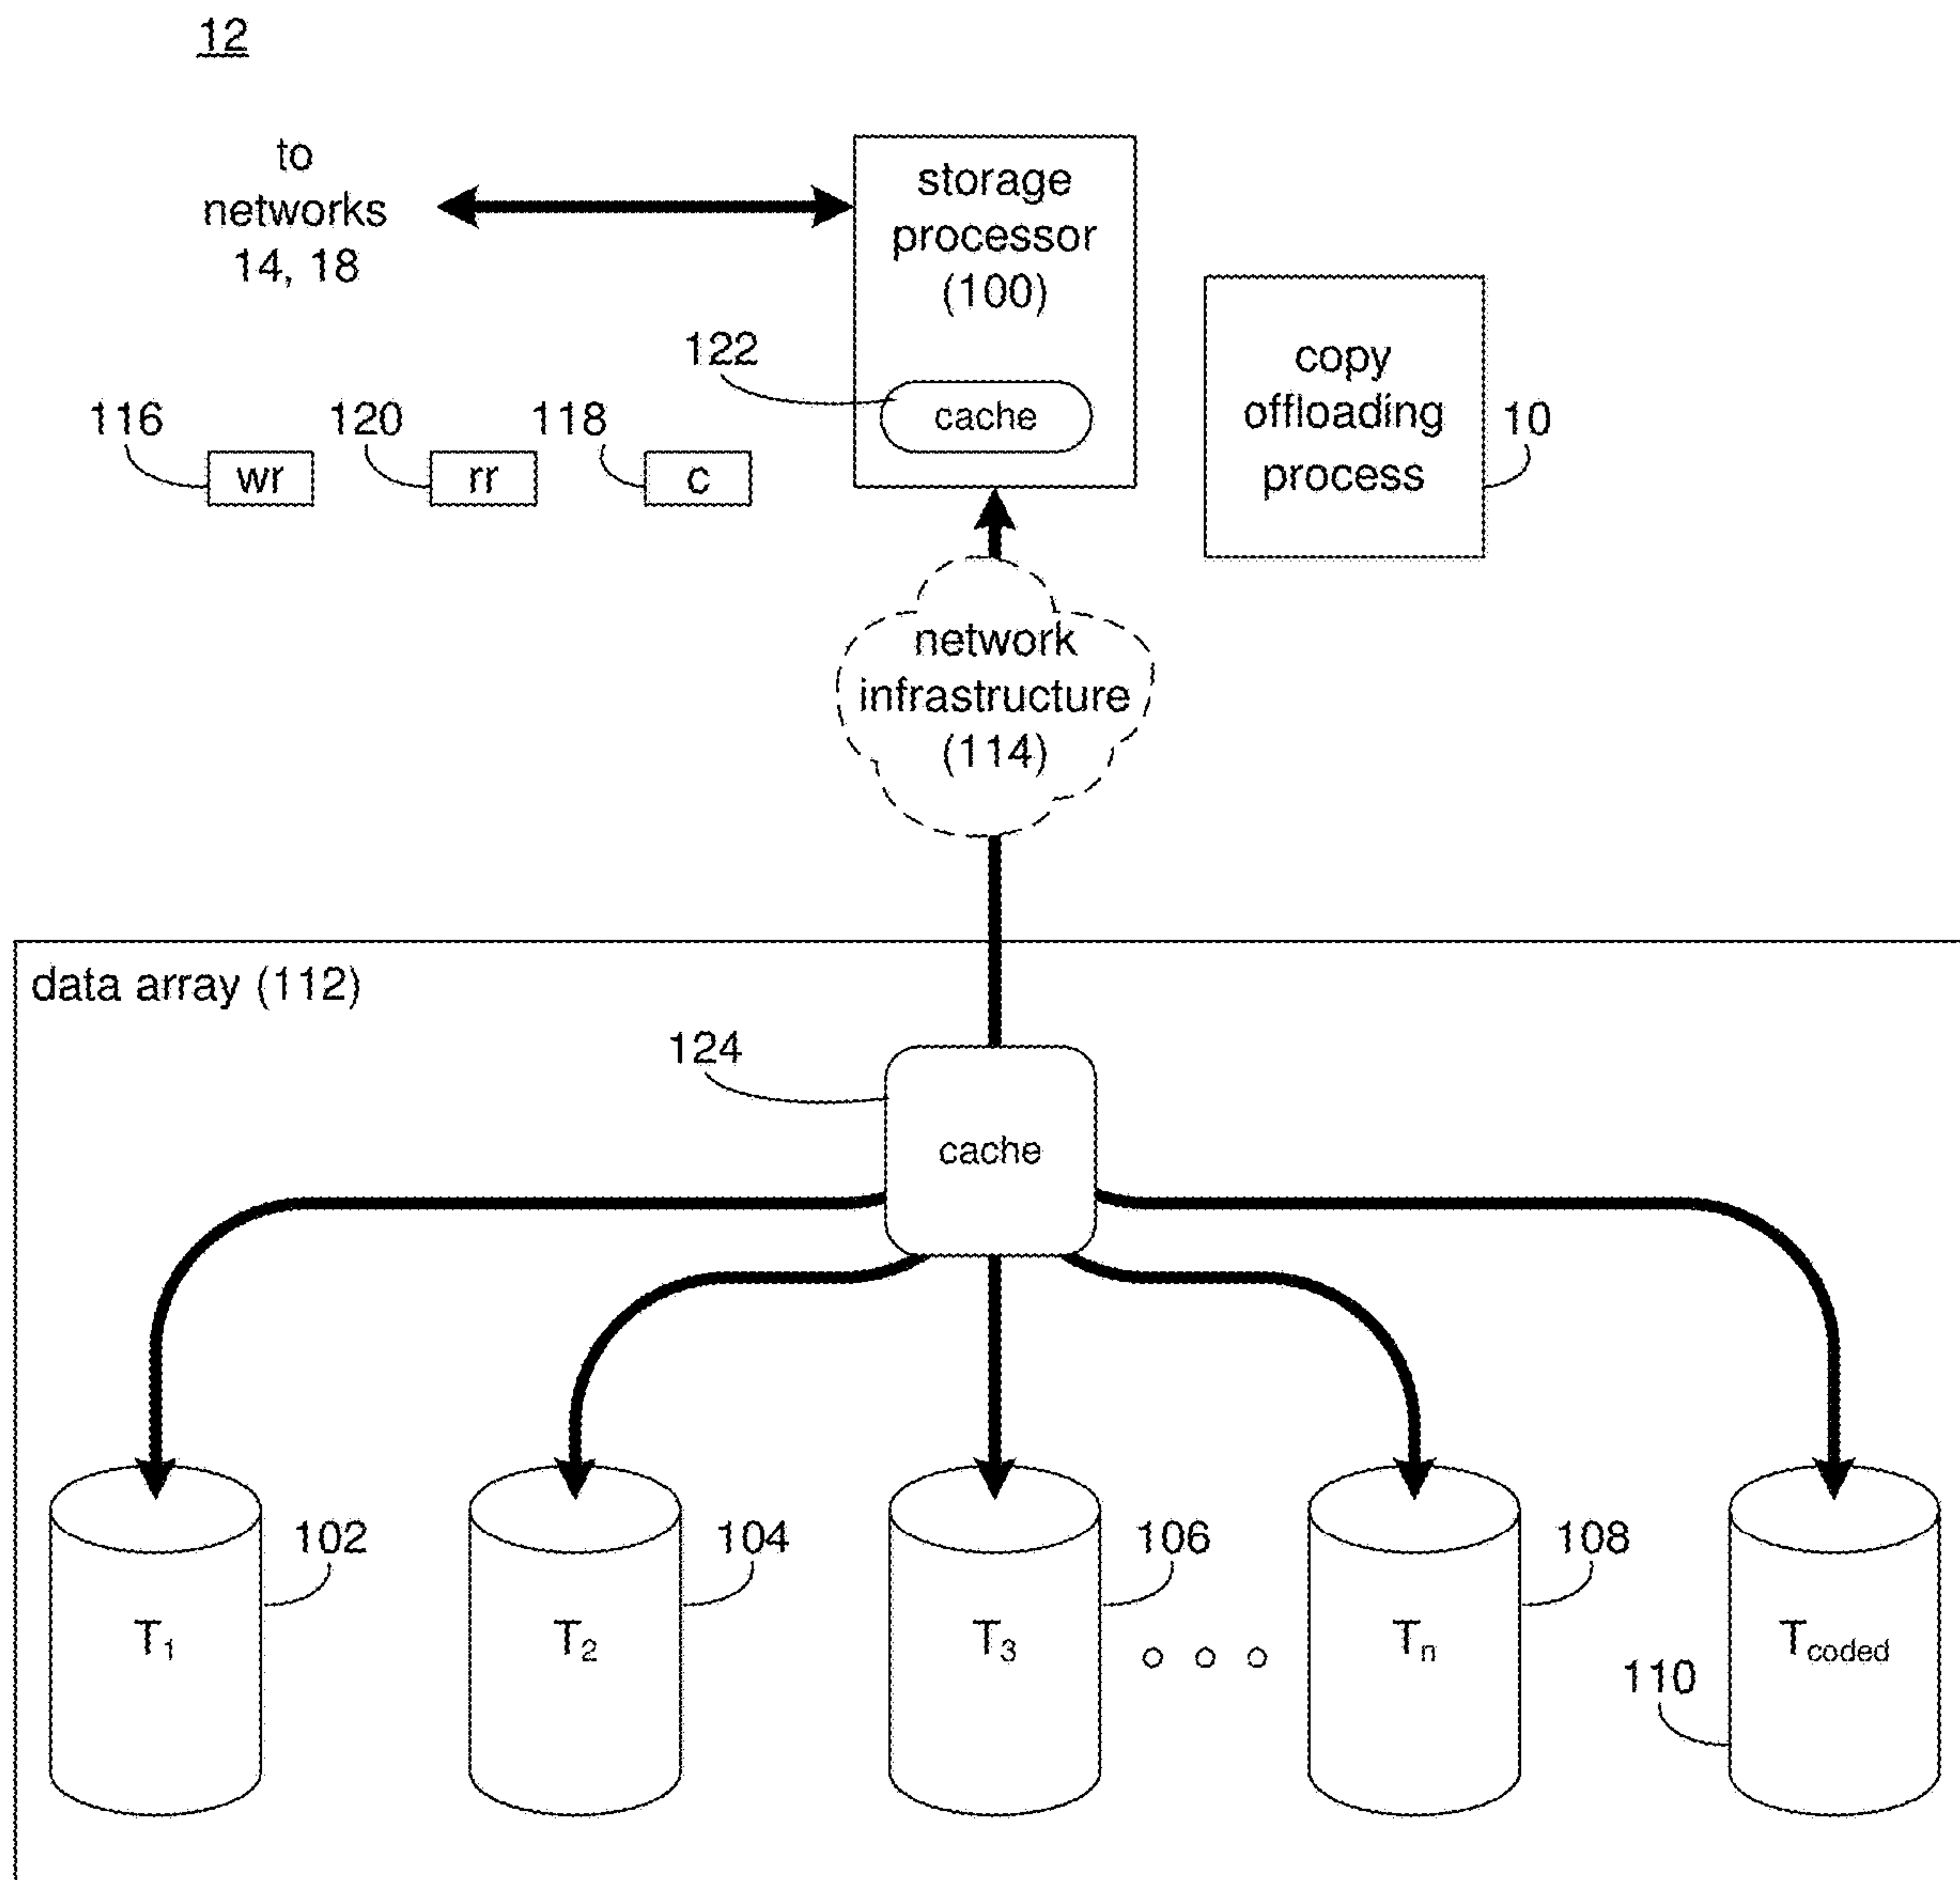 12
to
networks
14, 18
storage
processor
(100)
122
cache
copy
offloading
process
10
116
wr
120
rr
118
c
network
infrastructure
(114)
data array (112)
124
cache
102
104
106
108
T1
T2
T3
Tn
Tcoded
110